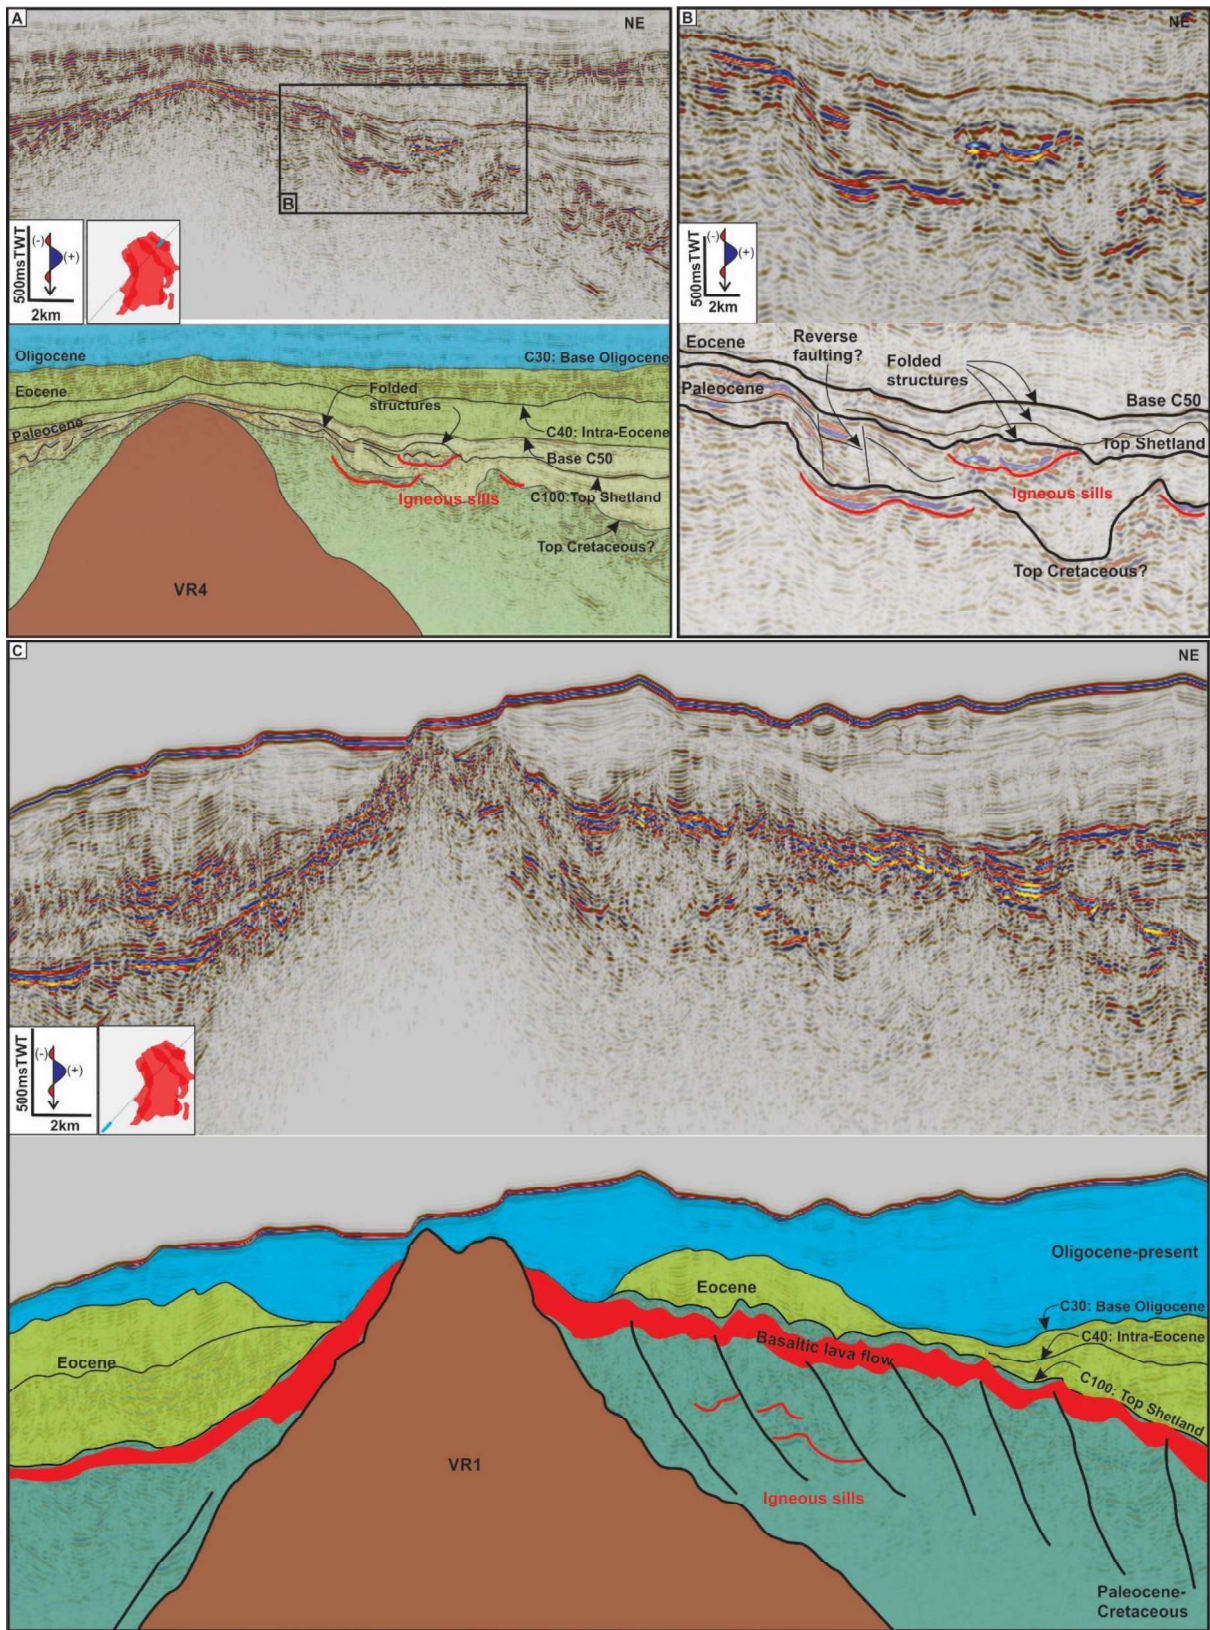 A
NE
B
(-)
(+)
500msTWT
2km
Oligocene
C30: Base Oligocene
Eocene
Folded
structures
Paleocene
C40: Intra-Eocene
Base C50
Igneous sills
C100:Top Shetland
Top Cretaceous?
VR4
B
NE
(-)
(+)
500msTWT
2km
Eocene
Reverse
faulting?
Folded
structures
Paleocene
Base C50
Top Shetland
Igneous sills
Top Cretaceous?
C
NE
(-)
(+)
500msTWT
2km
Oligocene-present
Eocene
C30: Base Oligocene
C40: Intra-Eocene
Eocene
Basaltic lava flow
C100: Top Shetland
VR1
Igneous sills
Paleocene-
Cretaceous